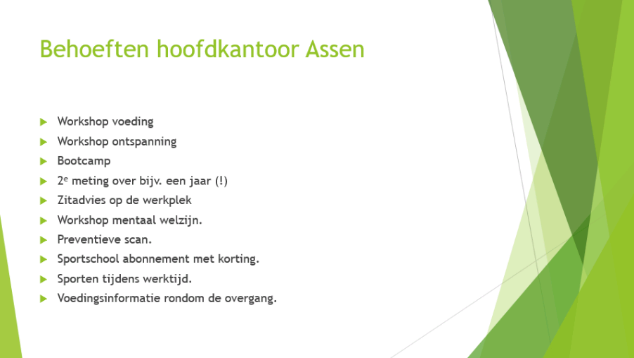 Behoeften hoofdkantoor Assen
Workshop voeding
Workshop ontspanning
Bootcamp
2e meting over bijv. een jaar (!)
Zitadvies op de werkplek
Workshop mentaal welzijn.
Preventieve scan.
Sportschool abonnement met korting.
Sporten tijdens werktijd.
Voedingsinformatie rondom de overgang.